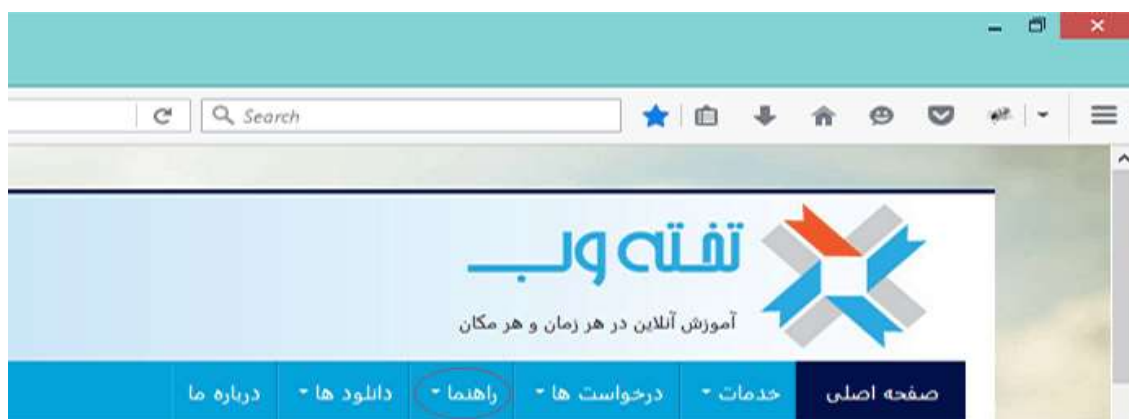 Search
تخته وب
آموزش آنلاین در هر زمان و هر مکان
صفحه اصلی خدمات درخواست ها راهنما دانلود ها درباره ما